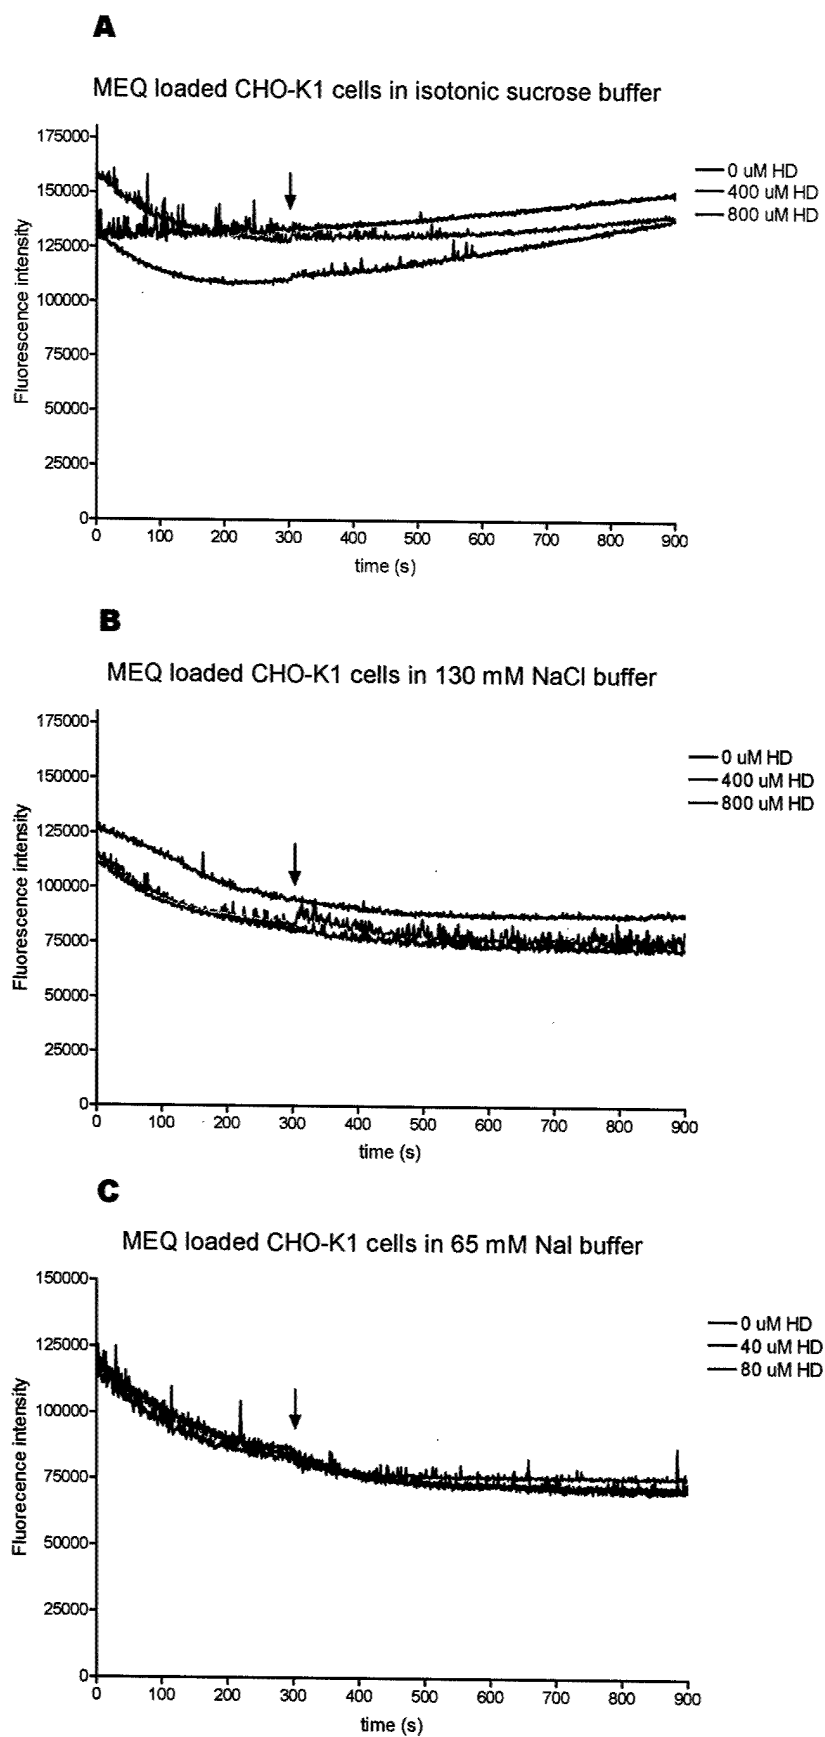 A
MEQ loaded CHO-K1 cells in isotonic sucrose buffer
175000
150000
125000
100000
75000
50000
25000
0
Fluorescence intensity
0 uM HD
400 uM HD
800 uM HD
0 100 200 300 400 500 600 700 800 900
time (s)
B
MEQ loaded CHO-K1 cells in 130 mM NaCl buffer
175000
150000
125000
100000
75000
50000
25000
0
Fluorescence intensity
0 uM HD
400 uM HD
800 uM HD
0 100 200 300 400 500 600 700 800 900
time (s)
C
MEQ loaded CHO-K1 cells in 65 mM NaI buffer
150000
125000
100000
75000
50000
25000
0
Fluorecence intensity
0 uM HD
40 uM HD
80 uM HD
0 100 200 300 400 500 600 700 800 900
time (s)